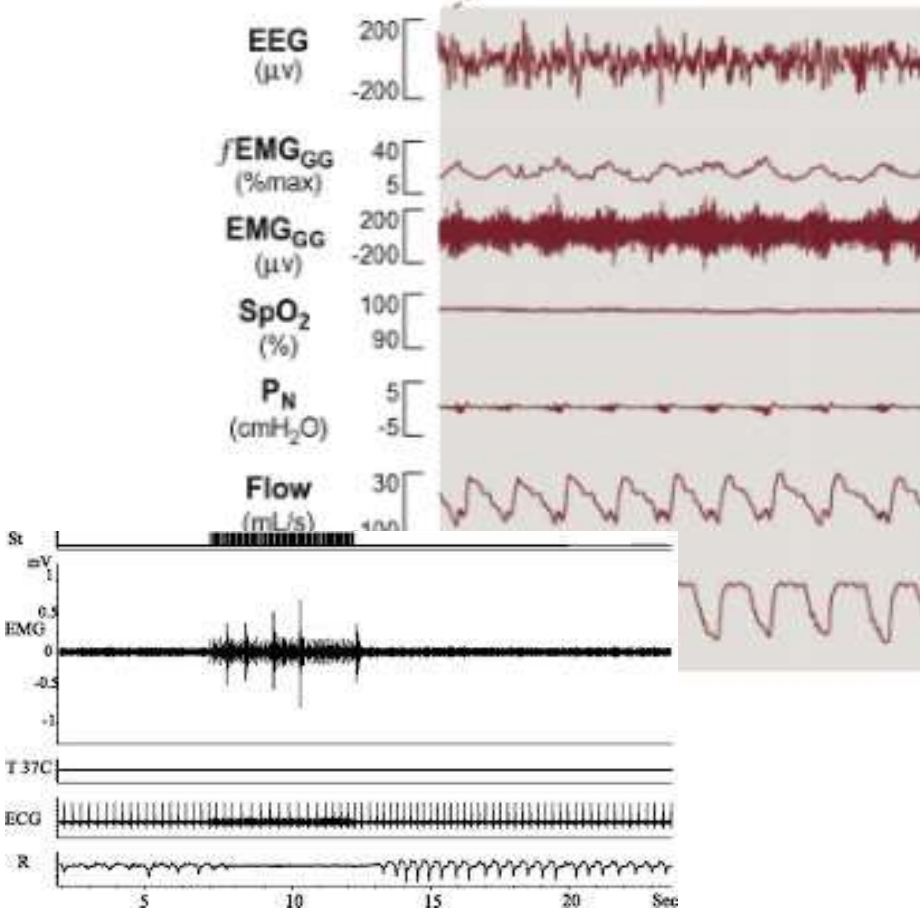 EEG
(μv)
200
-200
fEMGGG
(%max)
40
5
EMGGG
(μv)
200
-200
SpO2
(%)
100
90
PN
(cmH2O)
5
-5
Flow
(mL/s)
30
100
St
mV
1
0.5
EMG
0
-0.5
-1
T 37C
ECG
R
5 10 15 20 Sec